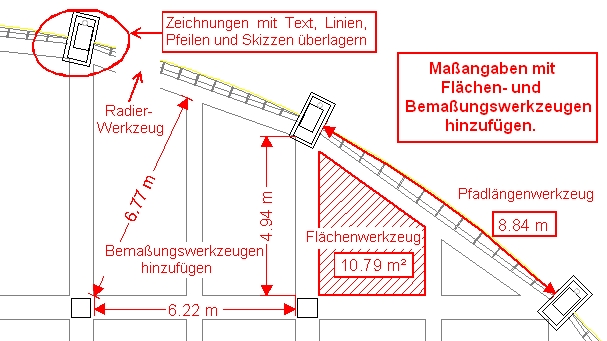 Zeichnungen mit Text, Linien,
Pfeilen und Skizzen überlagern
Maßangaben mit
Flächen- und
Bemaßungswerkzeugen
hinzufügen.
Radier-
Werkzeug
6.77 m
4.94 m
Pfadlängenwerkzeug
8.84 m
Flächenwerkzeug
10.79 m²
Bemaßungswerkzeugen
hinzufügen
6.22 m